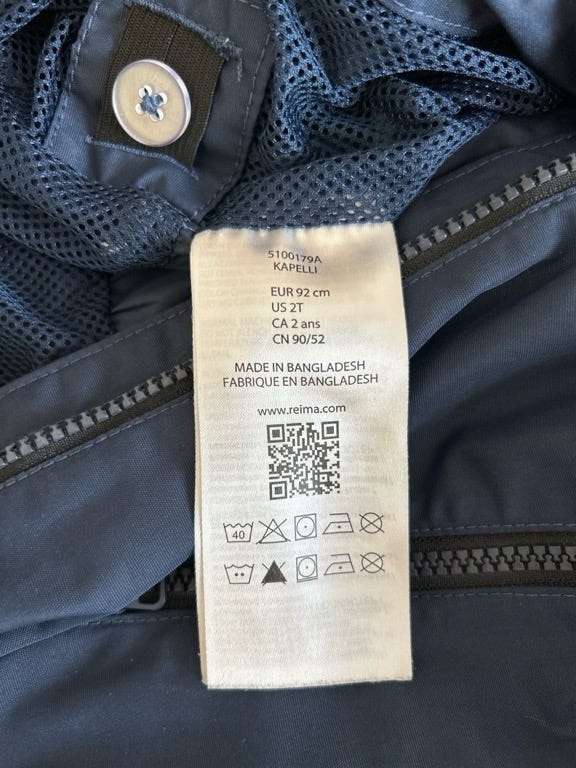 5100179A
KAPELLI
EUR 92 cm
US 2T
CA 2 ans
CN 90/52
MADE IN BANGLADESH
FABRIQUE EN BANGLADESH
www.reima.com
40